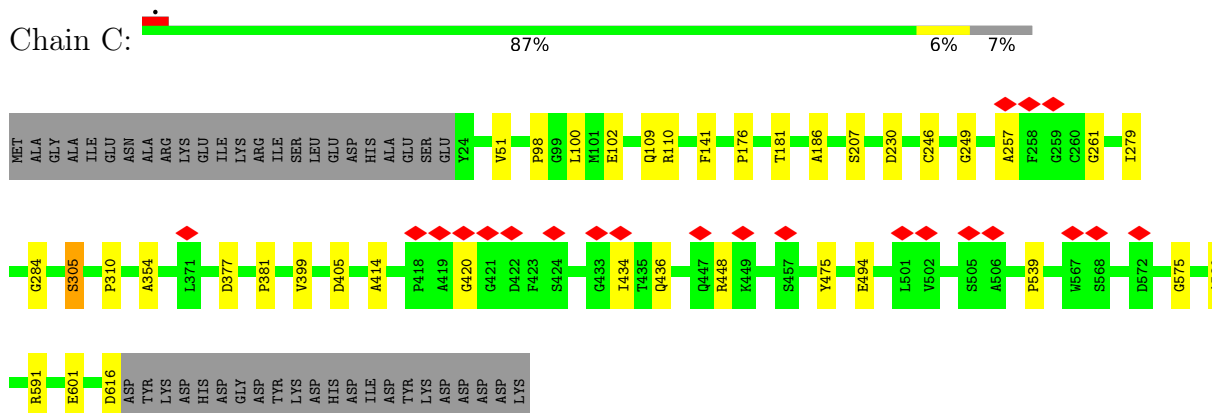 Chain C: 87% 6% 7%
MET ALA GLY ALA ILE GLU ASN ALA ARG LYS GLU ILE LYS ARG ILE SER LEU GLU ASP HIS ALA GLU SER GLU Y24 V51 P98 G99 L100 M101 E102 Q109 R110 F141 P176 T181 A186 S207 D230 C246 G249 A257 F258 G259 C260 G261 I279
G284 S305 P310 A354 L371 D377 P381 V399 D405 A414 P418 A419 G420 G421 D422 F423 S424 G433 I434 T435 Q436 Q447 R448 K449 S457 Y475 E494 L501 V502 S505 A506 P539 W567 S568 D572 G575
R591 E601 D616 ASP TYR LYS ASP HIS ASP GLY ASP TYR LYS ASP HIS ASP ILE ASP TYR LYS ASP ASP ASP ASP LYS